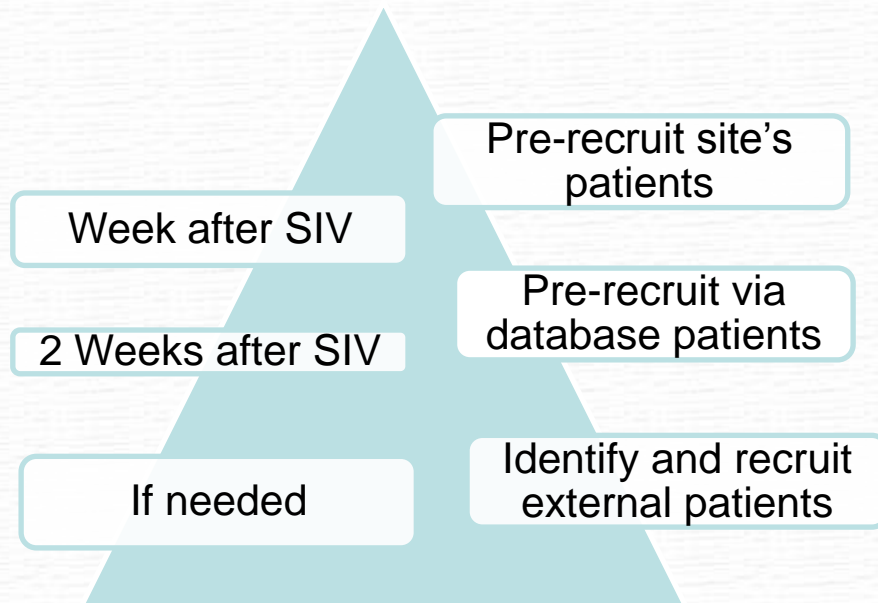 Pre-recruit site's
patients
Week after SIV
Pre-recruit via
database patients
2 Weeks after SIV
Identify and recruit
external patients
If needed